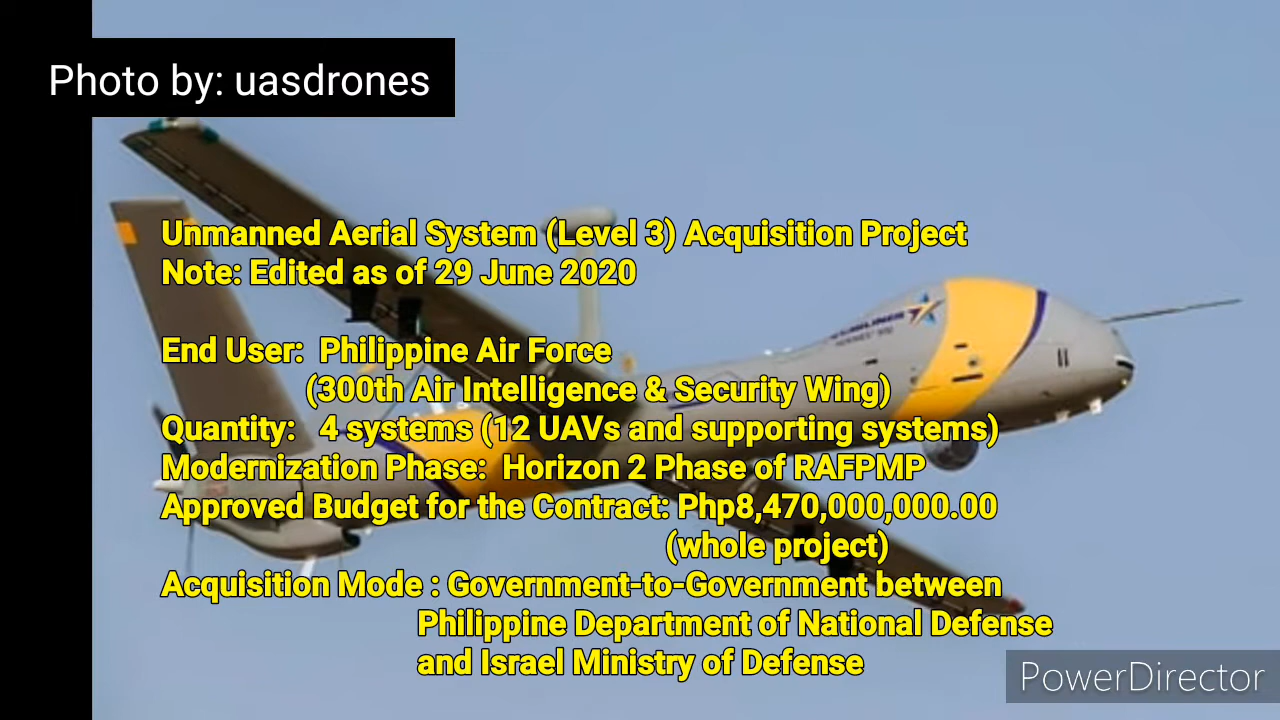 Photo by: uasdrones
Unmanned Aerial System (Level 3) Acquisition Project
Note: Edited as of 29 June 2020
End User: Philippine Air Force
(300th Air Intelligence & Security Wing)
Quantity: 4 systems (12 UAVs and supporting systems)
Modernization Phase: Horizon 2 Phase of RAFPMP
Approved Budget for the Contract: Php8,470,000,000.00
(whole project)
Acquisition Mode : Government-to-Government between
Philippine Department of National Defense
and Israel Ministry of Defense
PowerDirector